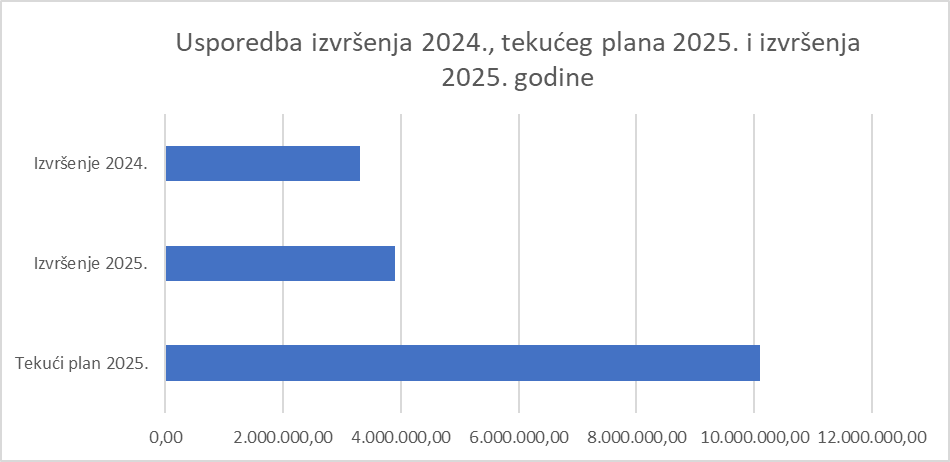 Usporedba izvršenja 2024., tekućeg plana 2025. i izvršenja
2025. godine
Izvršenje 2024.
Izvršenje 2025.
Tekući plan 2025.
0,00 2.000.000,00 4.000.000,00 6.000.000,00 8.000.000,00 10.000.000,00 12.000.000,00